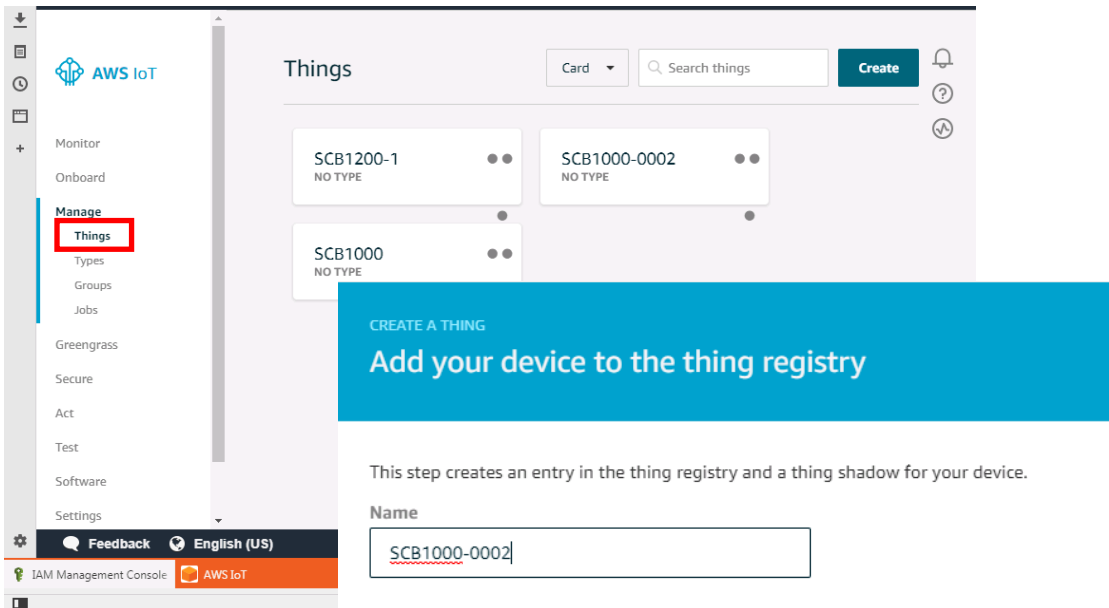 AWS IoT
Monitor
Onboard
Manage
Things
Types
Groups
Jobs
Greengrass
Secure
Act
Test
Software
Settings
Things
Card
Search things
Create
SCB1200-1
NO TYPE
SCB1000-0002
NO TYPE
SCB1000
NO TYPE
CREATE A THING
Add your device to the thing registry
This step creates an entry in the thing registry and a thing shadow for your device.
Name
SCB1000-0002
Feedback
English (US)
IAM Management Console
AWS IoT